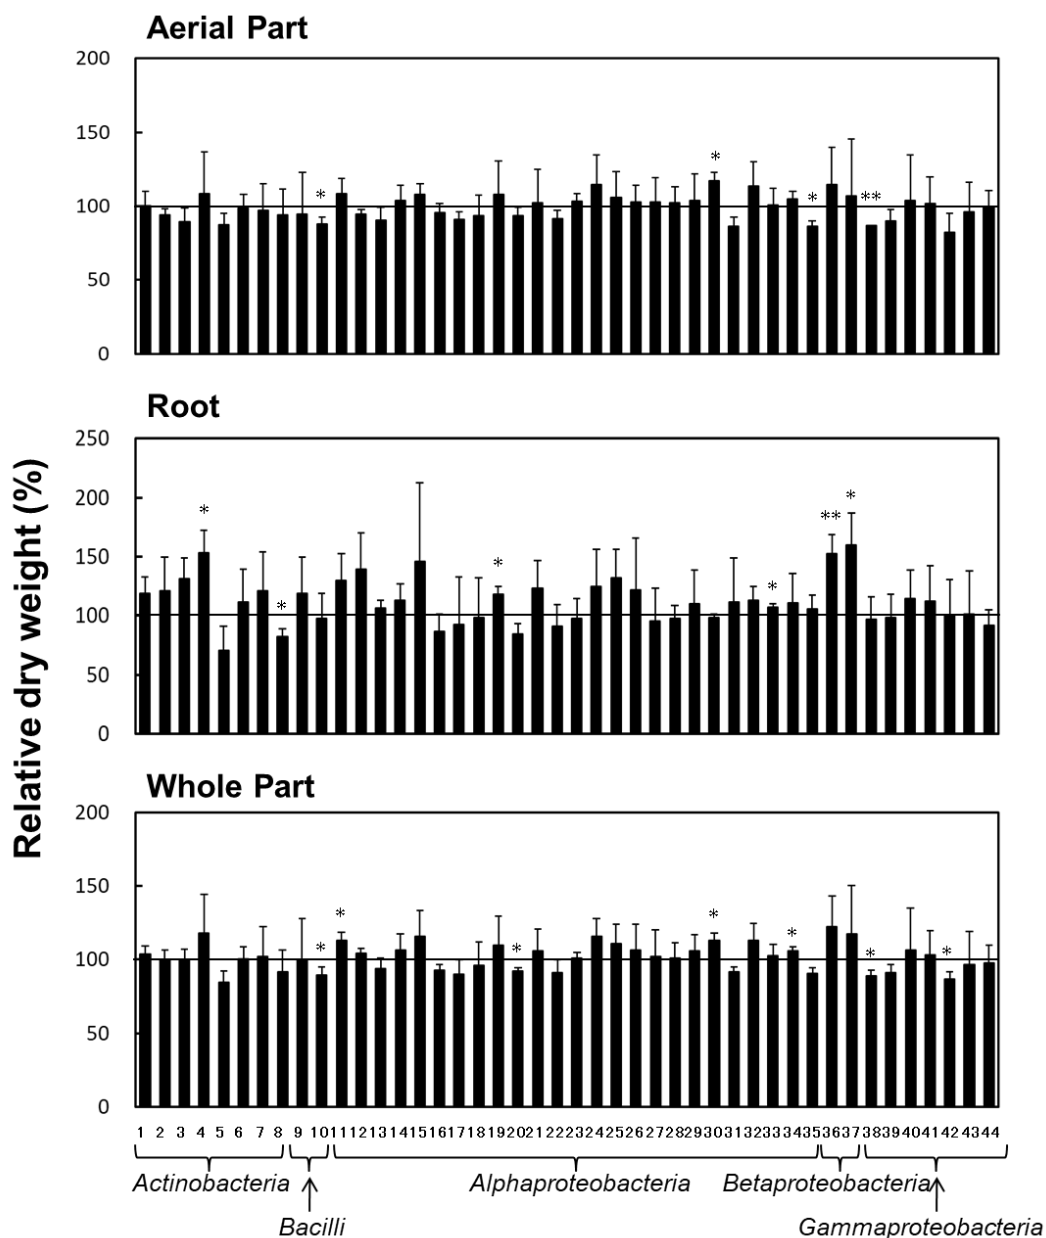 Aerial Part
200
150
100
50
0
* * * **
Root
250
200
150
100
50
0
* * * * ** *
Whole Part
200
150
100
50
0
* * * * * * *
Relative dry weight (%)
1 2 3 4 5 6 7 8 9 10 11 12 13 14 15 16 17 18 19 20 21 22 23 24 25 26 27 28 29 30 31 32 33 34 35 36 37 38 39 40 41 42 43 44
Actinobacteria Alphaproteobacteria Betaproteobacteria
Bacilli Gammaproteobacteria